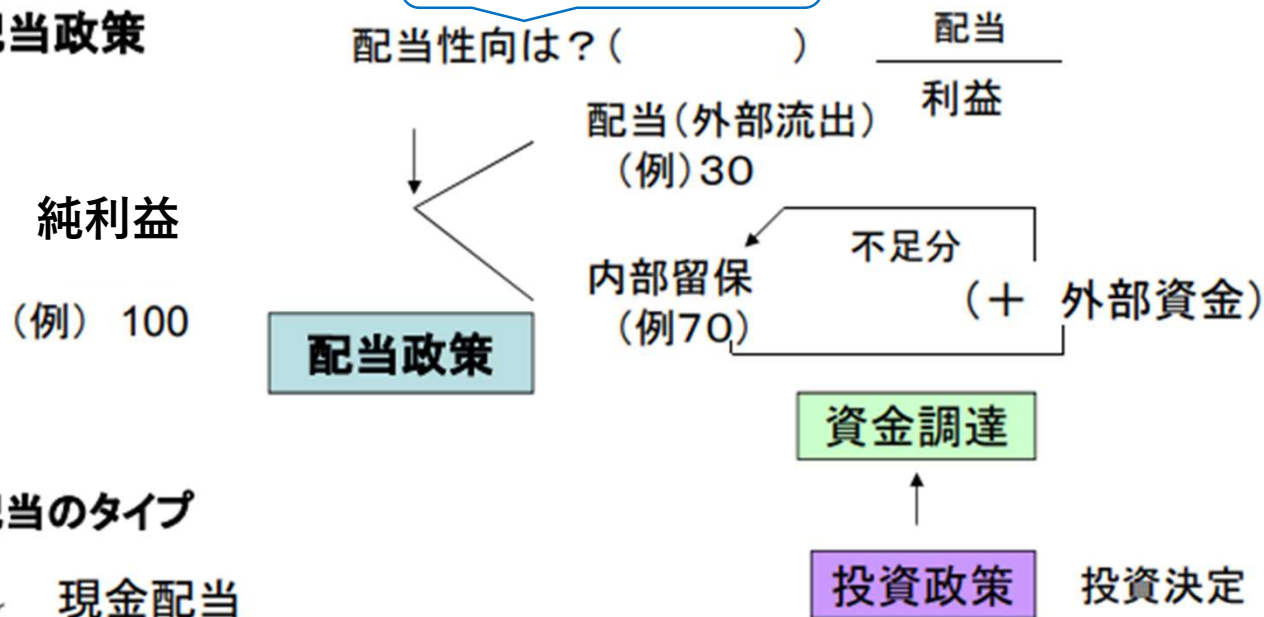 当政策
配当性向は？（　　　　）
配当
利益
配当（外部流出）
（例）30
純利益
（例） 100
不足分
内部留保
（例70）
（＋ 外部資金）
配当政策
資金調達
当のタイプ
現金配当
投資政策 投資決定